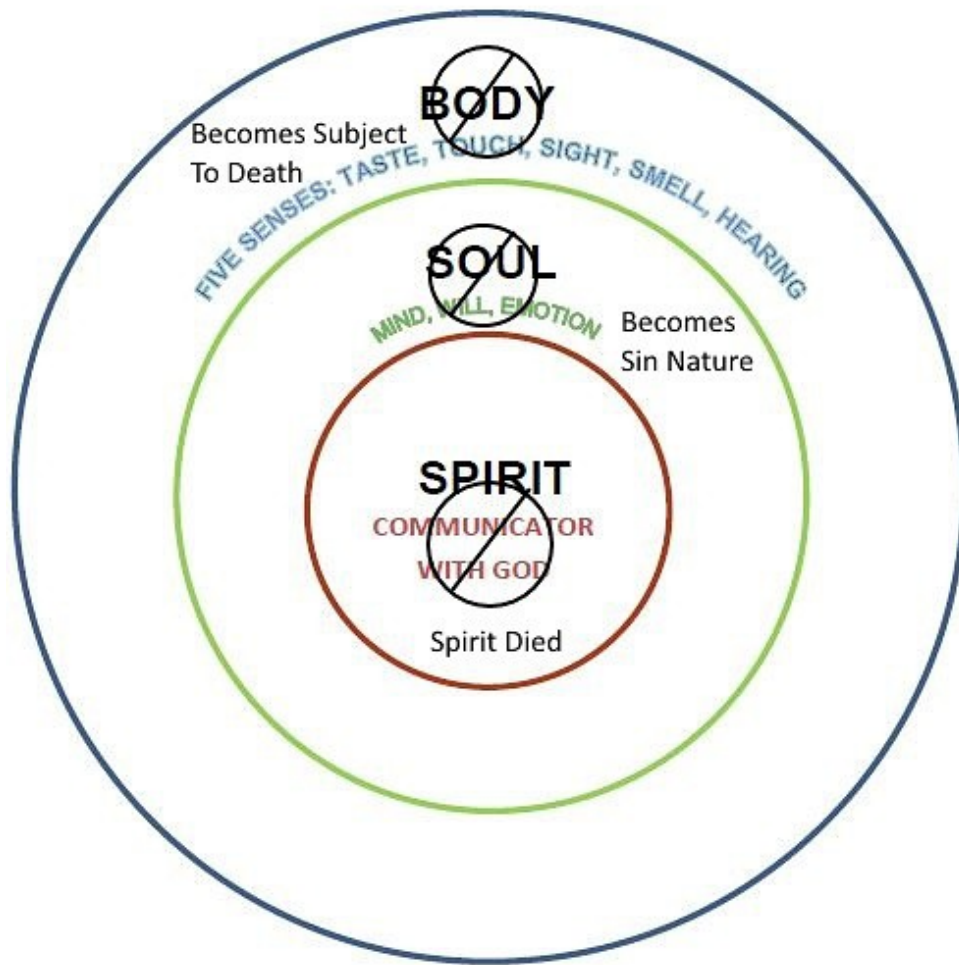 BODY
Becomes Subject
To Death
FIVE SENSES: TASTE, TOUCH, SIGHT, SMELL, HEARING
SOUL
MIND, WILL, EMOTION
Becomes
Sin Nature
SPIRIT
COMMUNICATOR
WITH GOD
Spirit Died